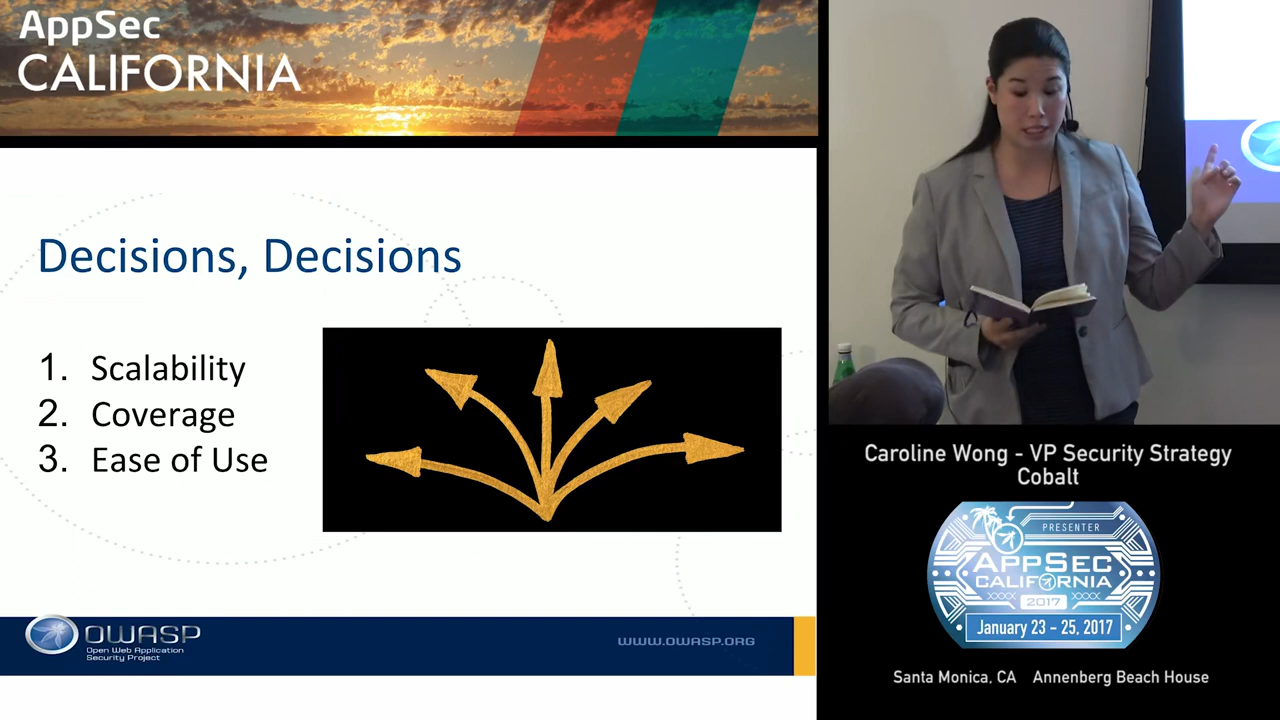 AppSec
CALIFORNIA
Decisions, Decisions
1. Scalability
2. Coverage
3. Ease of Use
OWASP
Open Web Application
Security Project
WWW.OWASP.ORG
Caroline Wong - VP Security Strategy
Cobalt
PRESENTER
APPSEC
CALIFORNIA
2017
January 23 - 25, 2017
Santa Monica, CA Annenberg Beach House